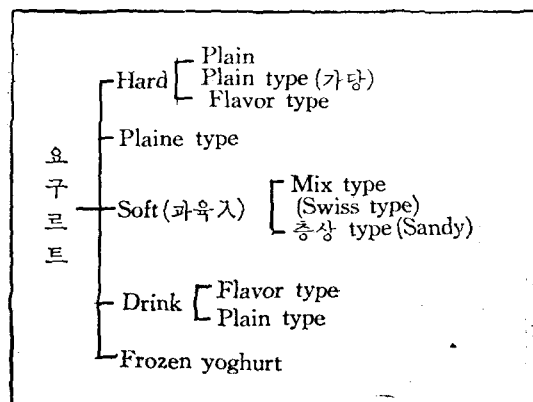 요구르트
Hard
Plain
Plain type (가당)
Flavor type
Plaine type
Soft (과육入)
Mix type
(Swiss type)
층상 type (Sandy)
Drink
Flavor type
Plain type
Frozen yoghurt